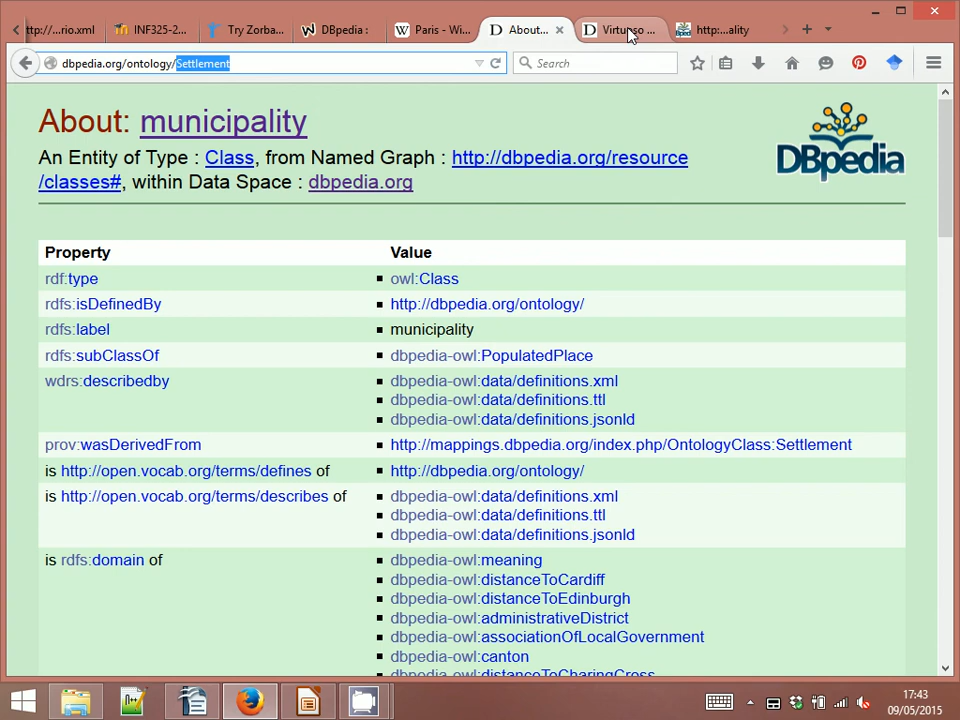 ttp://...rio.xml
INF325-2...
Try Zorba...
DBpedia :
W Paris - Wi...
D About...
D Virtuoso ...
http:...ality
dbpedia.org/ontology/Settlement
Search
About: municipality
An Entity of Type : Class, from Named Graph : http://dbpedia.org/resource
/classes#, within Data Space : dbpedia.org
DBpedia
Property Value
rdf:type owl:Class
rdfs:isDefinedBy http://dbpedia.org/ontology/
rdfs:label municipality
rdfs:subClassOf dbpedia-owl:PopulatedPlace
wdrs:describedby dbpedia-owl:data/definitions.xml
dbpedia-owl:data/definitions.ttl
dbpedia-owl:data/definitions.jsonld
prov:wasDerivedFrom http://mappings.dbpedia.org/index.php/OntologyClass:Settlement
is http://open.vocab.org/terms/defines of http://dbpedia.org/ontology/
is http://open.vocab.org/terms/describes of dbpedia-owl:data/definitions.xml
dbpedia-owl:data/definitions.ttl
dbpedia-owl:data/definitions.jsonld
is rdfs:domain of dbpedia-owl:meaning
dbpedia-owl:distanceToCardiff
dbpedia-owl:distanceToEdinburgh
dbpedia-owl:administrativeDistrict
dbpedia-owl:associationOfLocalGovernment
dbpedia-owl:canton
dbpedia-owl:distanceToCharingCross
17:43
09/05/2015